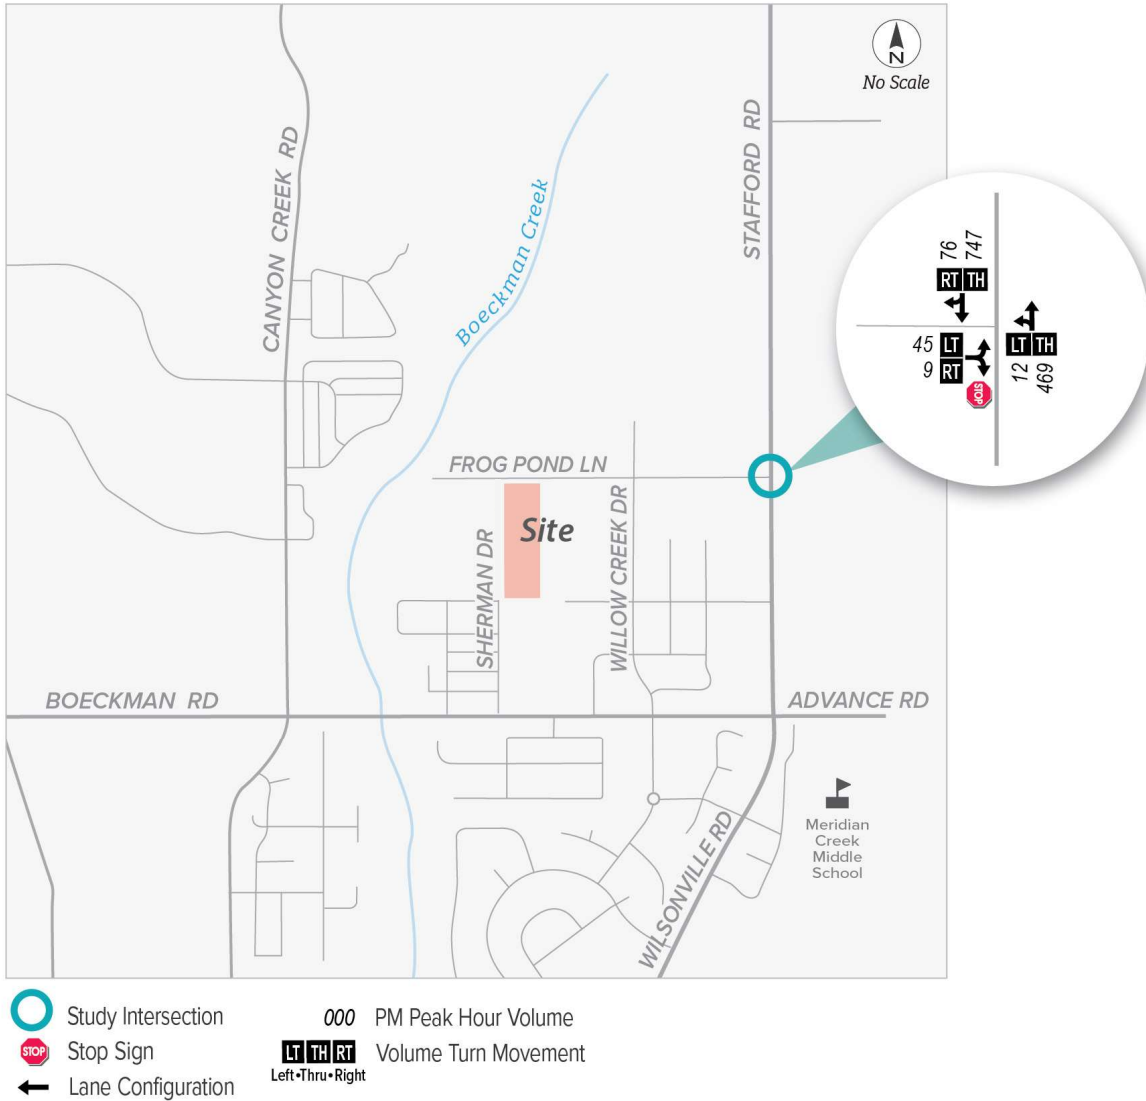 N
No Scale
STAFFORD RD
CANYON CREEK RD
Boeckman Creek
76
747
RT TH
45 LT
9 RT
STOP
LT TH
12
469
FROG POND LN
Site
SHERMAN DR
WILLOW CREEK DR
BOECKMAN RD
ADVANCE RD
WILSONVILLE RD
Meridian
Creek
Middle
School
Study Intersection
000 PM Peak Hour Volume
STOP Stop Sign
LT TH RT Volume Turn Movement
Left•Thru•Right
Lane Configuration